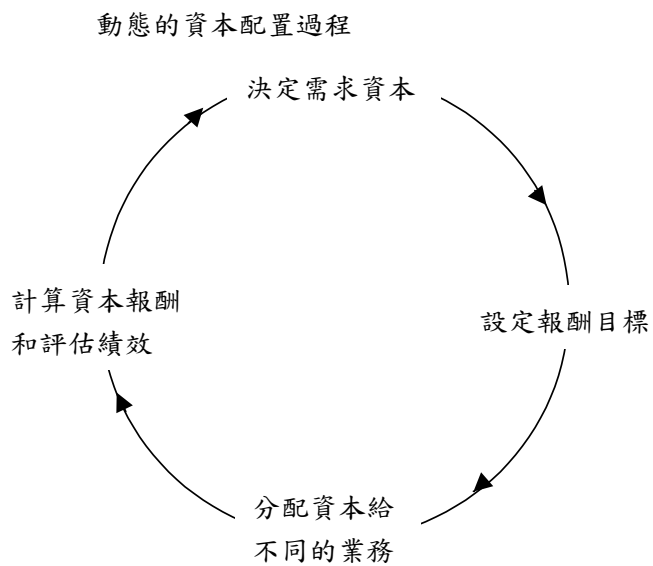 動態的資本配置過程
決定需求資本
設定報酬目標
分配資本給
不同的業務
計算資本報酬
和評估績效